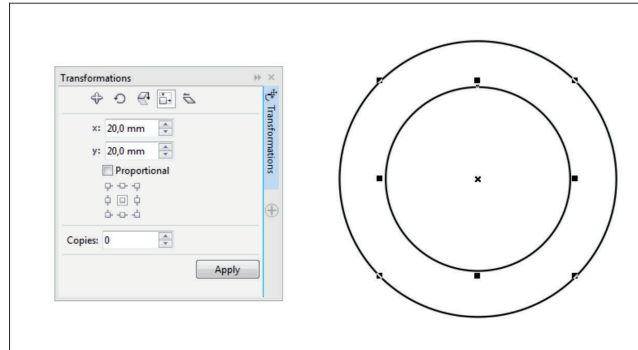 Transformations
Transformations
x: 20,0 mm
y: 20,0 mm
Proportional
Copies: 0
Apply